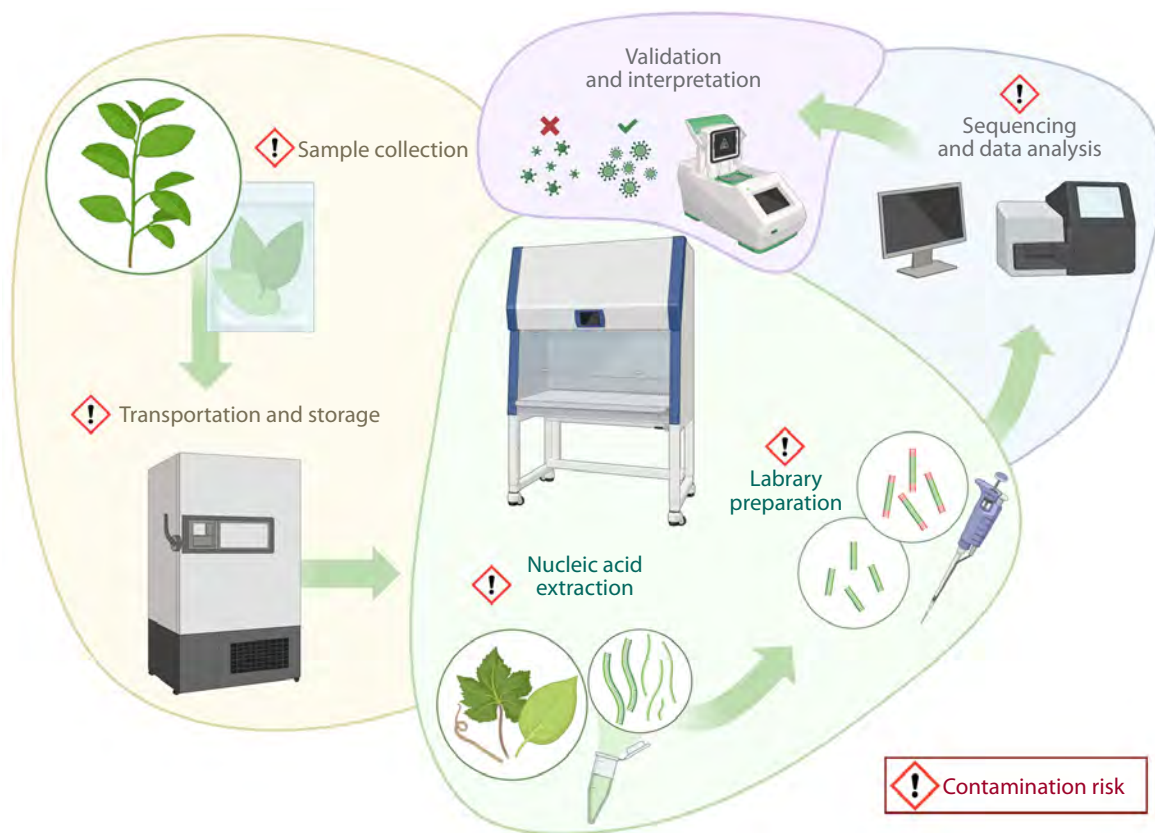 Sample collection
Transportation and storage
Nucleic acid
extraction
Labrary
preparation
Sequencing
and data analysis
Validation
and interpretation
Contamination risk